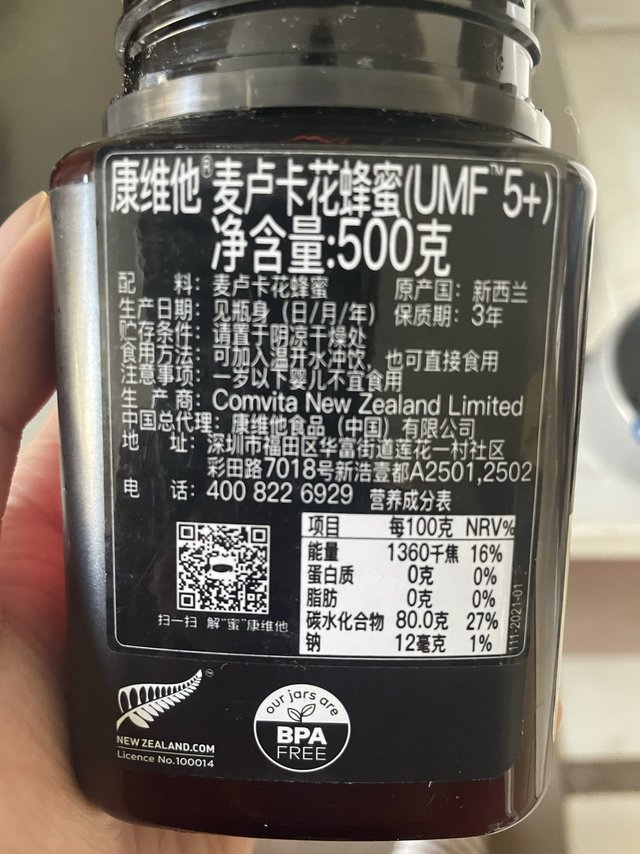 康维他® 麦卢卡花蜂蜜(UMF™5+)
净含量:500克
配 料: 麦卢卡花蜂蜜 原产国: 新西兰
生产日期: 见瓶身 (日/月/年) 保质期: 3年
贮存条件: 请置于阴凉干燥处
食用方法: 可加入温开水冲饮, 也可直接食用
注意事项: 一岁以下婴儿不宜食用
生 产 商: Comvita New Zealand Limited
中国总代理: 康维他食品 (中国) 有限公司
地 址: 深圳市福田区华富街道莲花一村社区
彩田路7018号新浩壹都A2501,2502
电 话: 400 822 6929 营养成分表
项目 每100克 NRV%
能量 1360千焦 16%
蛋白质 0克 0%
脂肪 0克 0%
碳水化合物 80.0克 27%
钠 12毫克 1%
111-2021-01
扫一扫 解"蜜"康维他
NEW ZEALAND.COM
Licence No.100014
our jars are
BPA
FREE